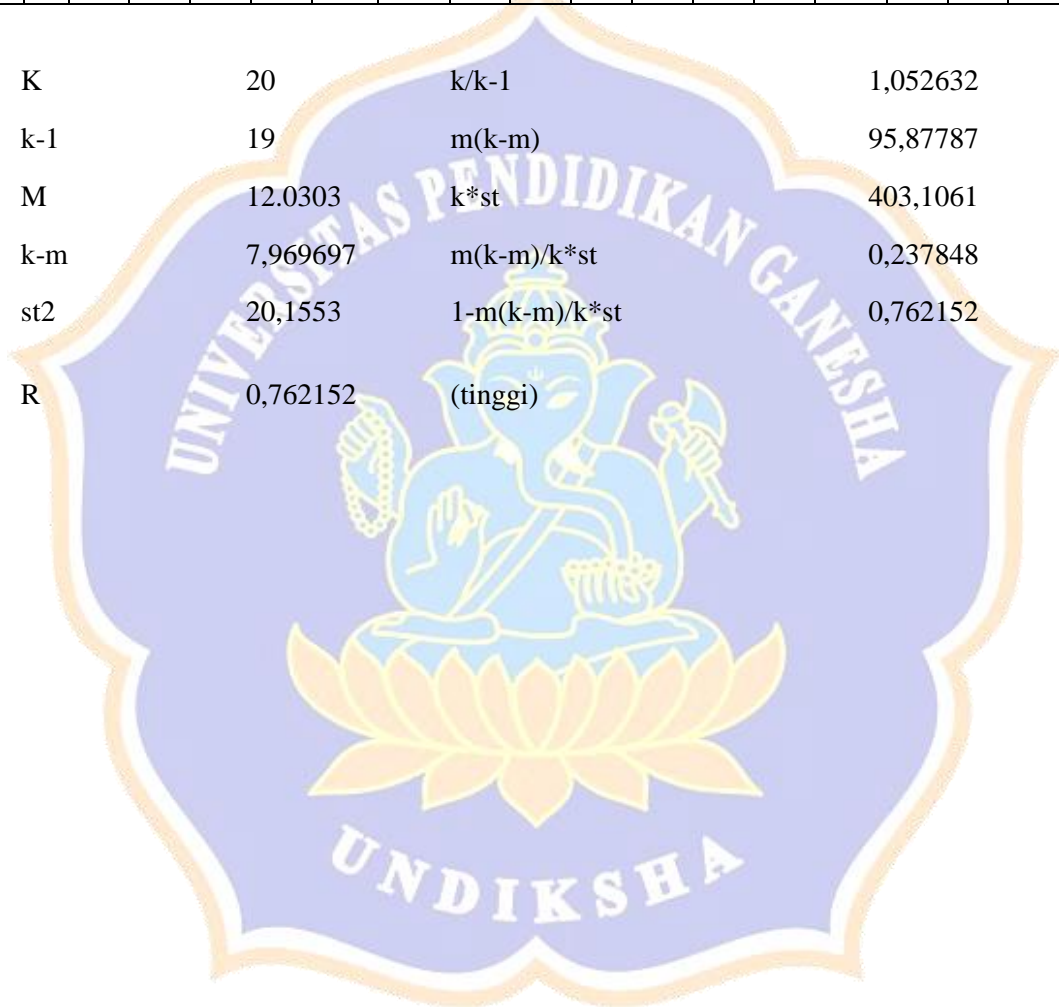 K 20 k/k-1 1,052632
k-1 19 m(k-m) 95,87787
M 12.0303 k*st 403,1061
k-m 7,969697 m(k-m)/k*st 0,237848
st2 20,1553 1-m(k-m)/k*st 0,762152
R 0,762152 (tinggi)
UNIVERSITAS PENDIDIKAN GANESHA
UNDIKSHA